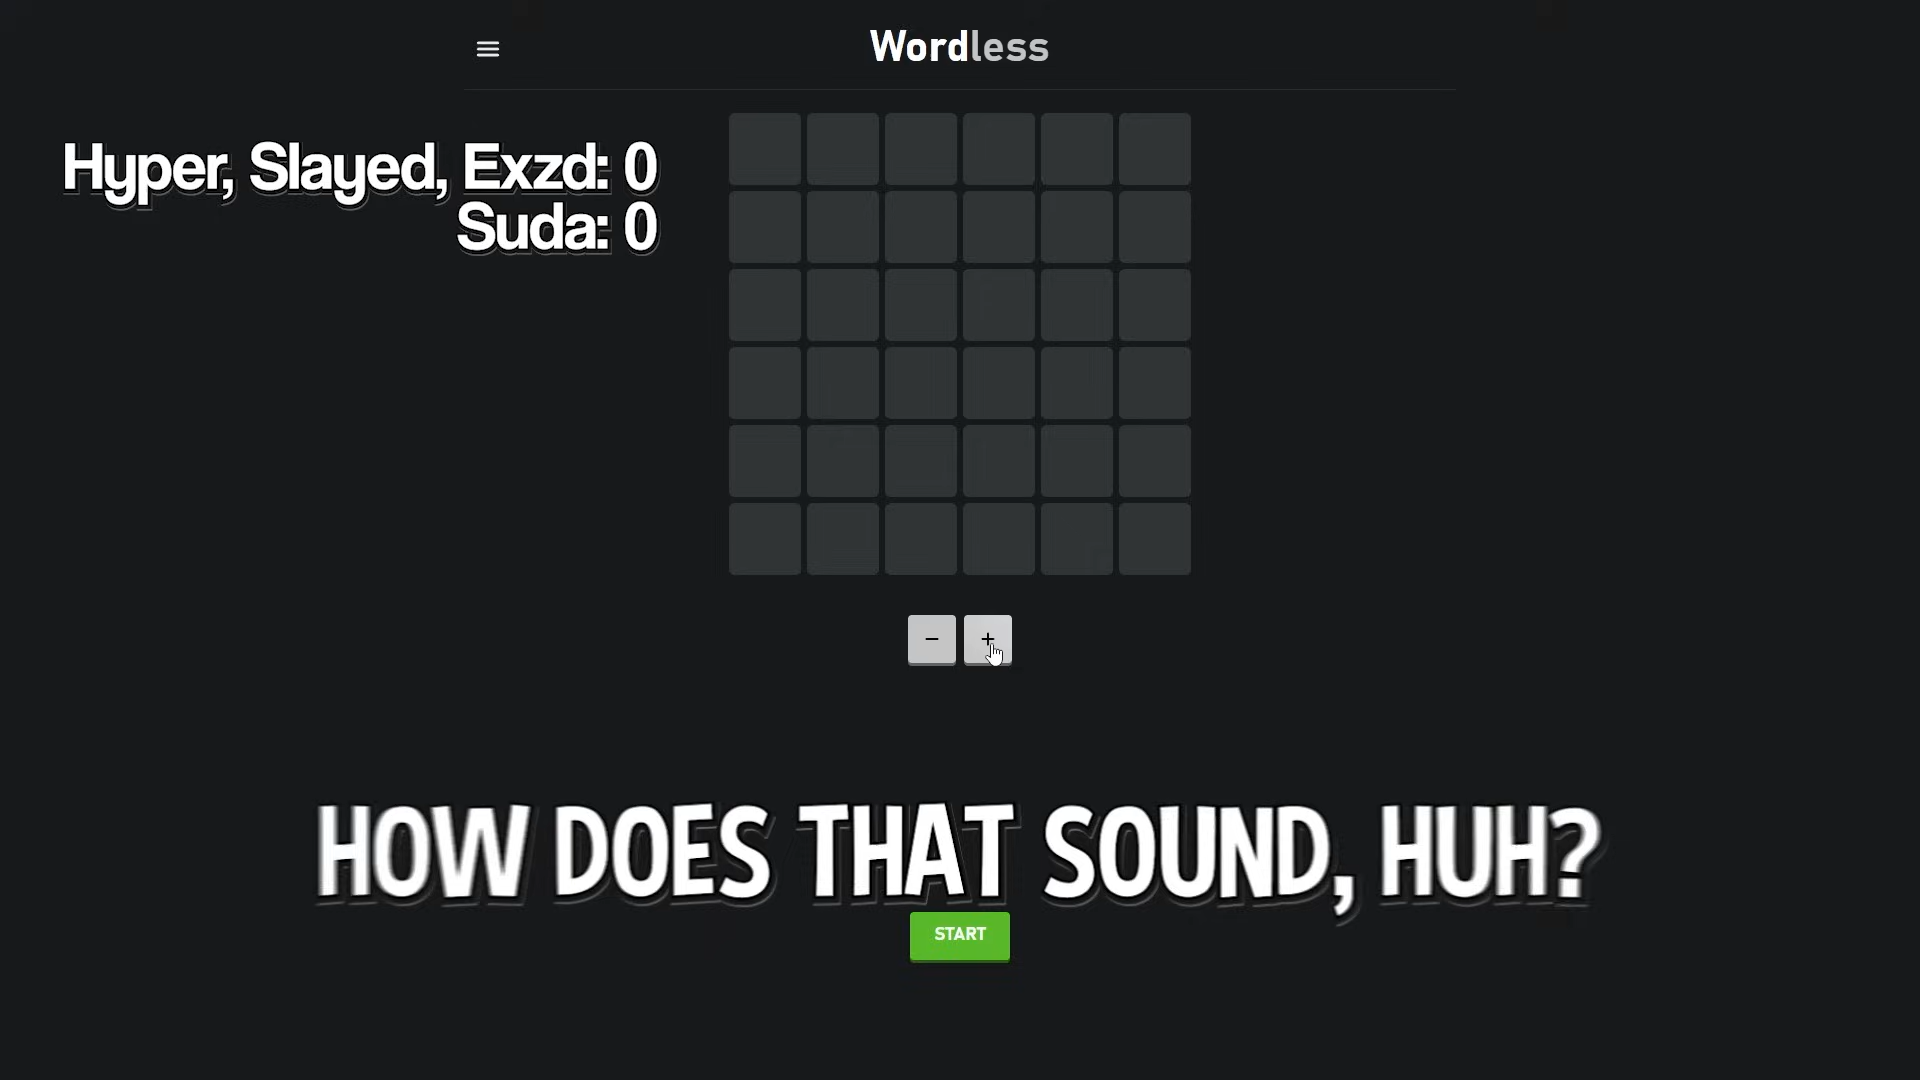 Wordless
Hyper, Slayed, Exzd: 0
Suda: 0
− +
HOW DOES THAT SOUND, HUH?
START